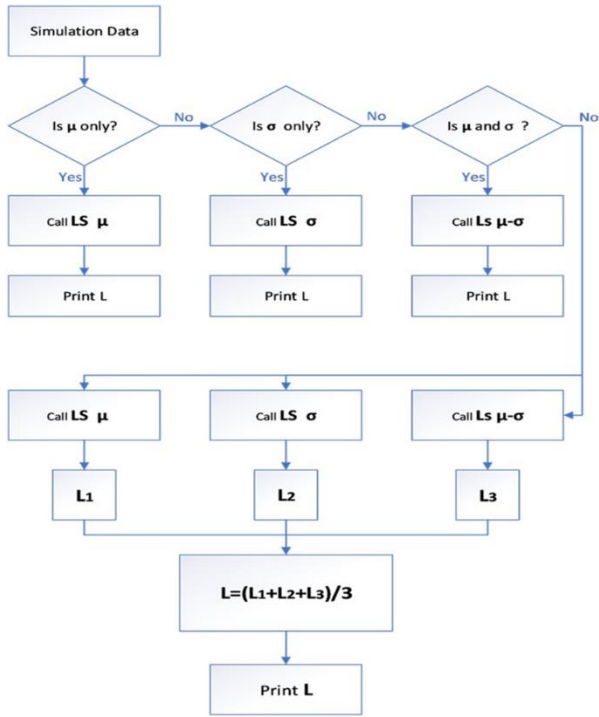 Simulation Data
Is μ only?
No
Is σ only?
No
Is μ and σ ?
No
Yes
Yes
Yes
Call LS μ
Call LS σ
Call Ls μ-σ
Print L
Print L
Print L
Call LS μ
Call LS σ
Call Ls μ-σ
L1
L2
L3
L=(L1+L2+L3)/3
Print L